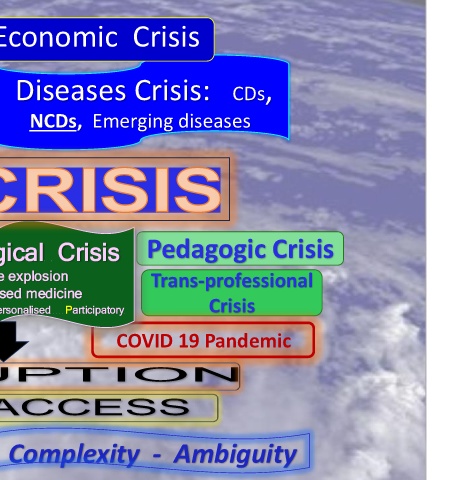 Economic Crisis
Diseases Crisis: CDs,
NCDs, Emerging diseases
CRISIS
gical Crisis
Pedagogic Crisis
e explosion
sed medicine
ersonalised Participatory
Trans-professional
Crisis
COVID 19 Pandemic
UPTION
ACCESS
Complexity - Ambiguity